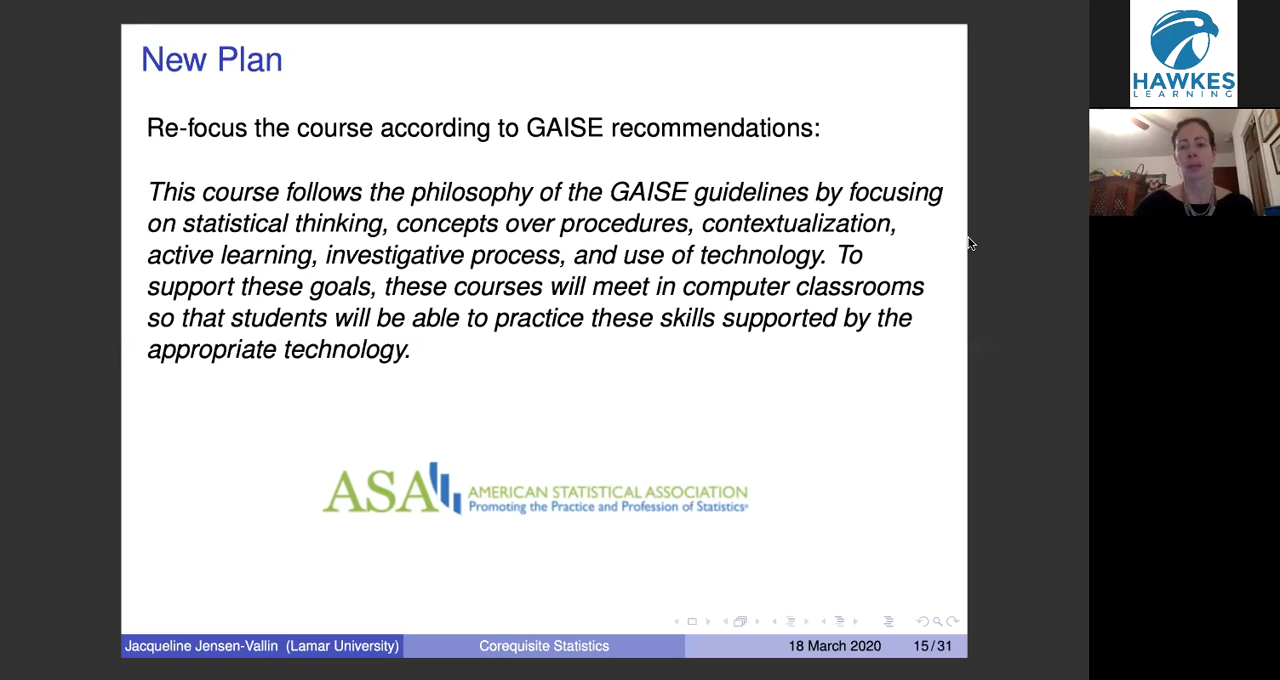 New Plan
Re-focus the course according to GAISE recommendations:
This course follows the philosophy of the GAISE guidelines by focusing
on statistical thinking, concepts over procedures, contextualization,
active learning, investigative process, and use of technology. To
support these goals, these courses will meet in computer classrooms
so that students will be able to practice these skills supported by the
appropriate technology.
ASA AMERICAN STATISTICAL ASSOCIATION
Promoting the Practice and Profession of Statistics®
Jacqueline Jensen-Vallin (Lamar University) Corequisite Statistics 18 March 2020 15/31
HAWKES
LEARNING